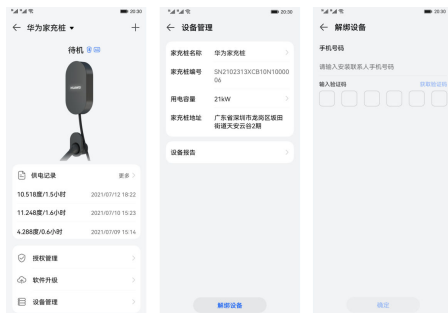 20:30
← 华为家充桩 ▾ +
待机
HUAWEI
供电记录 更多 >
10.518度/1.5小时 2021/07/12 18:22
11.248度/1.6小时 2021/07/10 15:23
4.288度/0.6小时 2021/07/09 15:14
授权管理 >
软件升级 >
设备管理 >
20:30
← 设备管理
家充桩名称 华为家充桩 >
家充桩编号 SN2102313XCB10N10000
06
用电容量 21kW >
家充桩地址 广东省深圳市龙岗区坂田
街道天安云谷2期 >
设备报告 >
解绑设备
20:30
← 解绑设备
手机号码
请输入安装联系人手机号码
输入验证码 获取验证码
确定